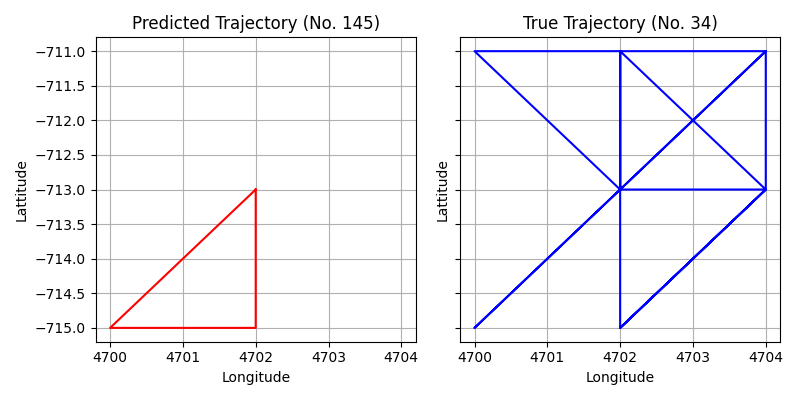 Predicted Trajectory (No. 145)
True Trajectory (No. 34)
−711.0
−711.5
−712.0
−712.5
−713.0
−713.5
−714.0
−714.5
−715.0
Lattitude
Lattitude
4700 4701 4702 4703 4704
4700 4701 4702 4703 4704
Longitude
Longitude